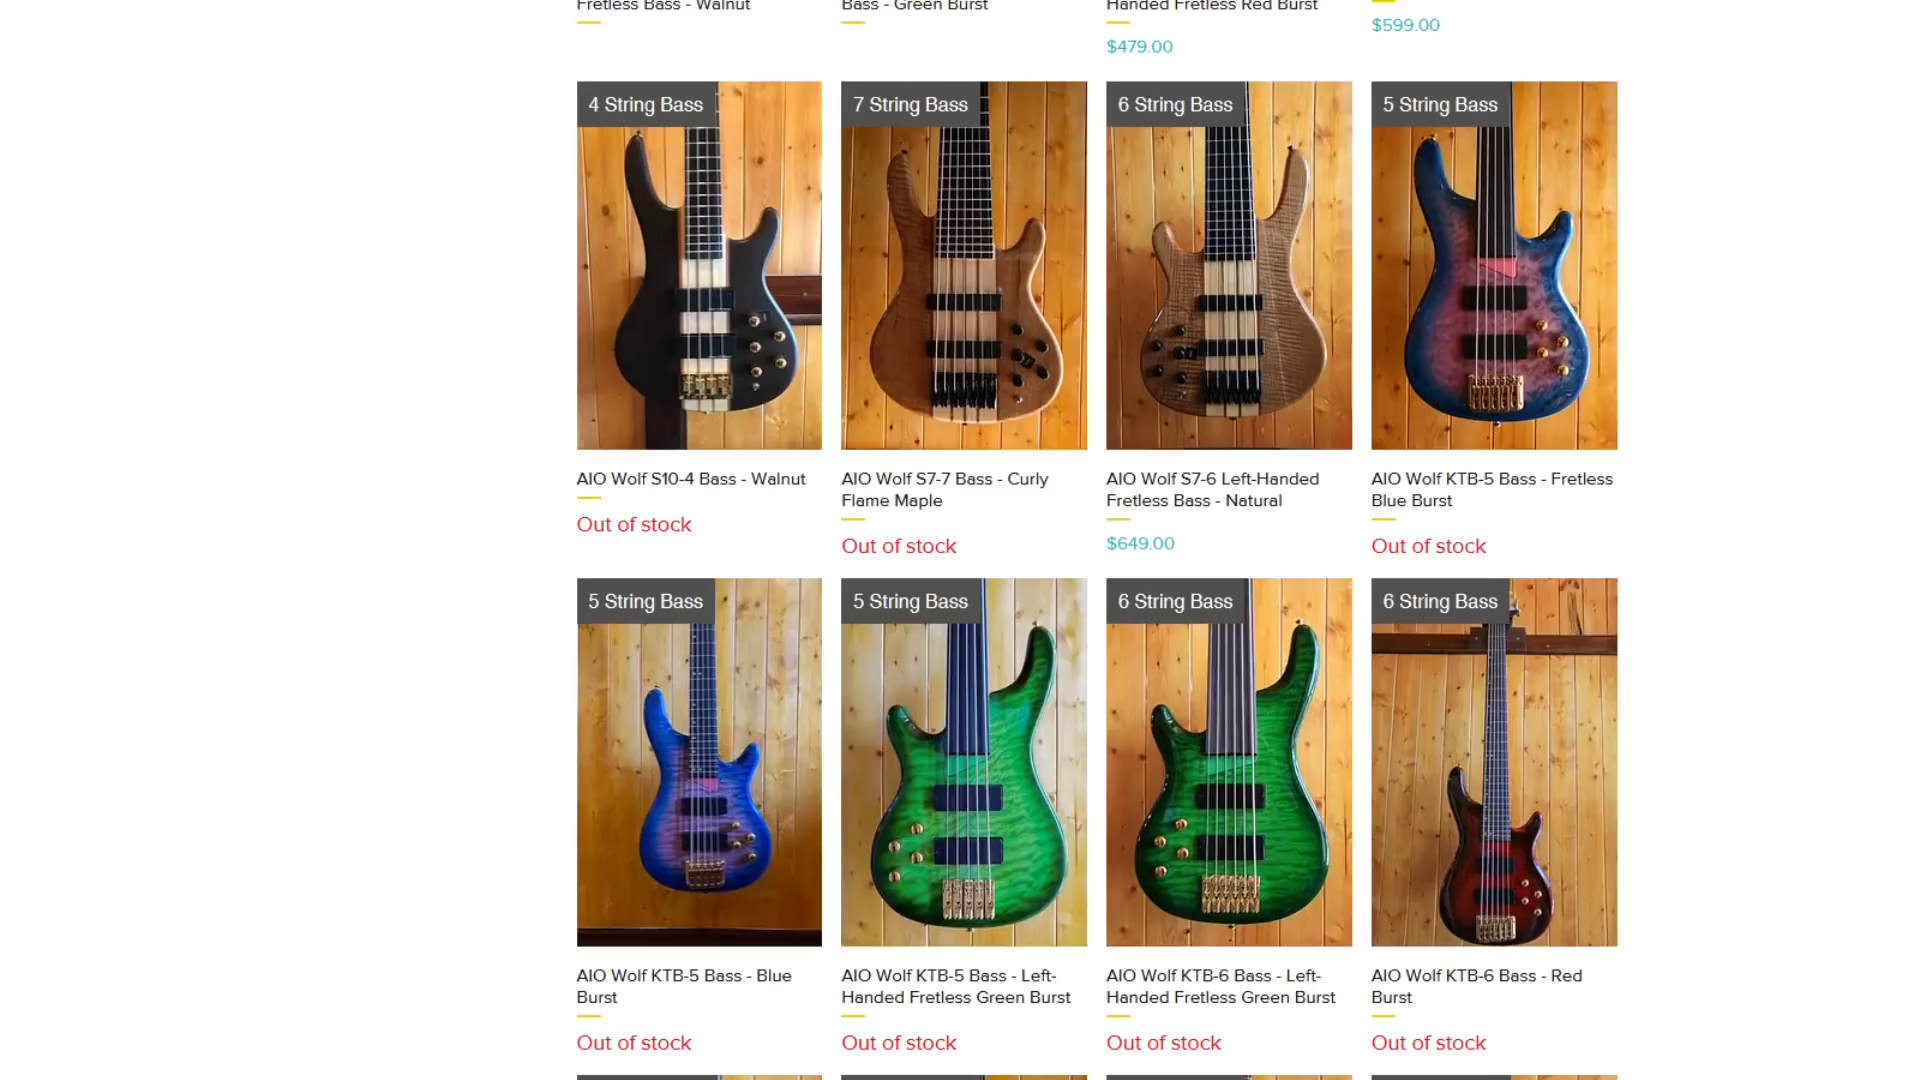 Fretless Bass - Walnut
Bass - Green Burst
Handed Fretless Red Burst
$479.00
$599.00
4 String Bass
7 String Bass
6 String Bass
5 String Bass
AIO Wolf S10-4 Bass - Walnut
Out of stock
AIO Wolf S7-7 Bass - Curly
Flame Maple
Out of stock
AIO Wolf S7-6 Left-Handed
Fretless Bass - Natural
$649.00
AIO Wolf KTB-5 Bass - Fretless
Blue Burst
Out of stock
5 String Bass
5 String Bass
6 String Bass
6 String Bass
AIO Wolf KTB-5 Bass - Blue
Burst
Out of stock
AIO Wolf KTB-5 Bass - Left-
Handed Fretless Green Burst
Out of stock
AIO Wolf KTB-6 Bass - Left-
Handed Fretless Green Burst
Out of stock
AIO Wolf KTB-6 Bass - Red
Burst
Out of stock